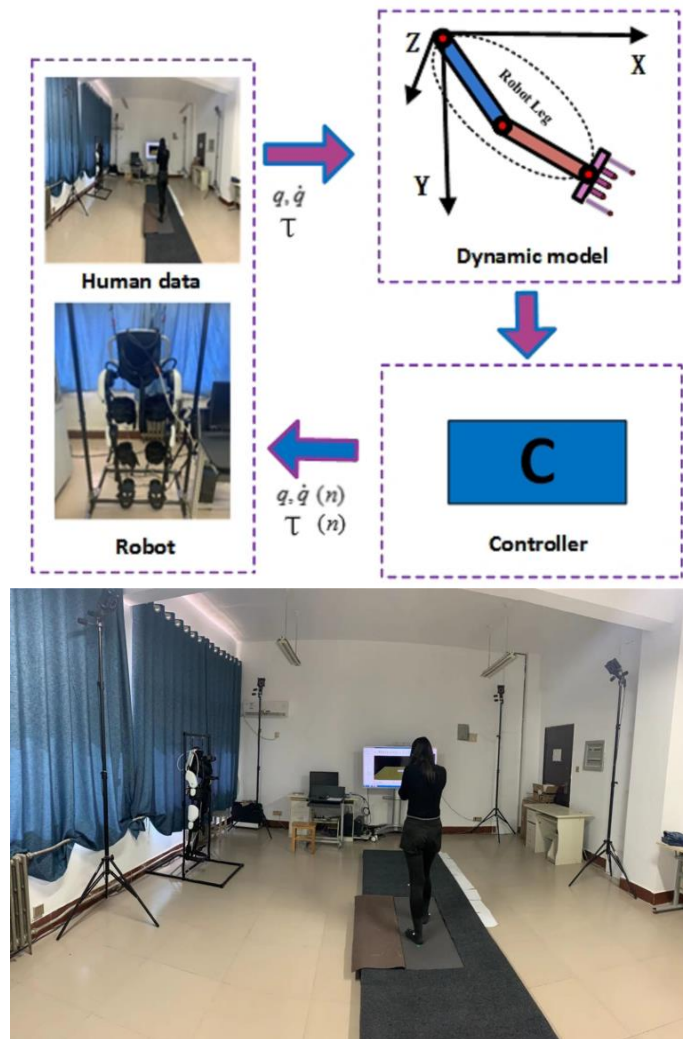 Z
X
Y
Robot Leg
Dynamic model
q, q̇
τ
Human data
C
Controller
q, q̇ (n)
τ (n)
Robot